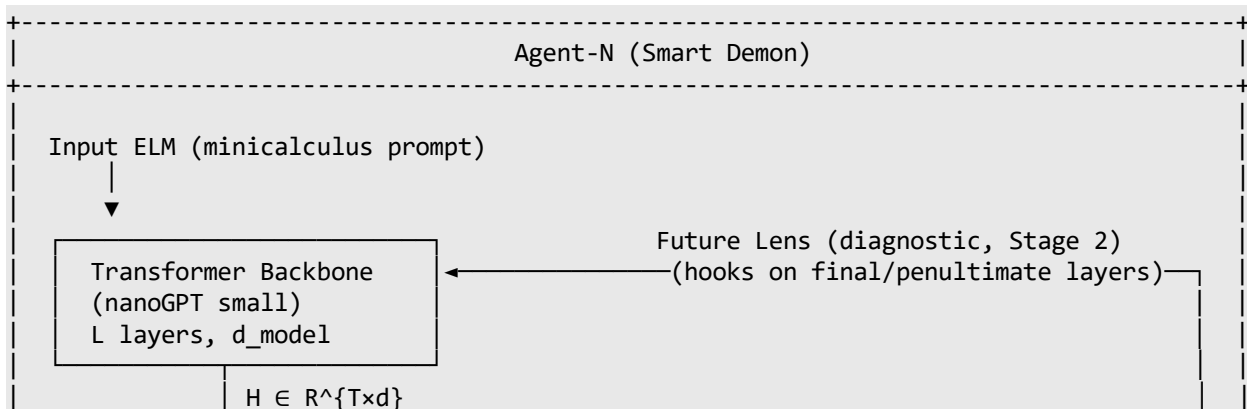 Agent-N (Smart Demon)
Input ELM (minicalculus prompt)
Future Lens (diagnostic, Stage 2)
Transformer Backbone
(hooks on final/penultimate layers)
(nanoGPT small)
L layers, d_model
H ∈ R^{T×d}